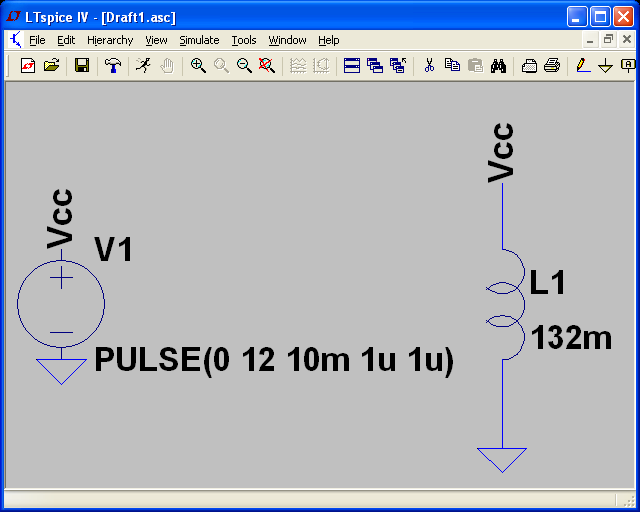 LTspice IV - [Draft1.asc]
File Edit Hierarchy View Simulate Tools Window Help
Vcc
Vcc
V1
L1
132m
PULSE(0 12 10m 1u 1u)